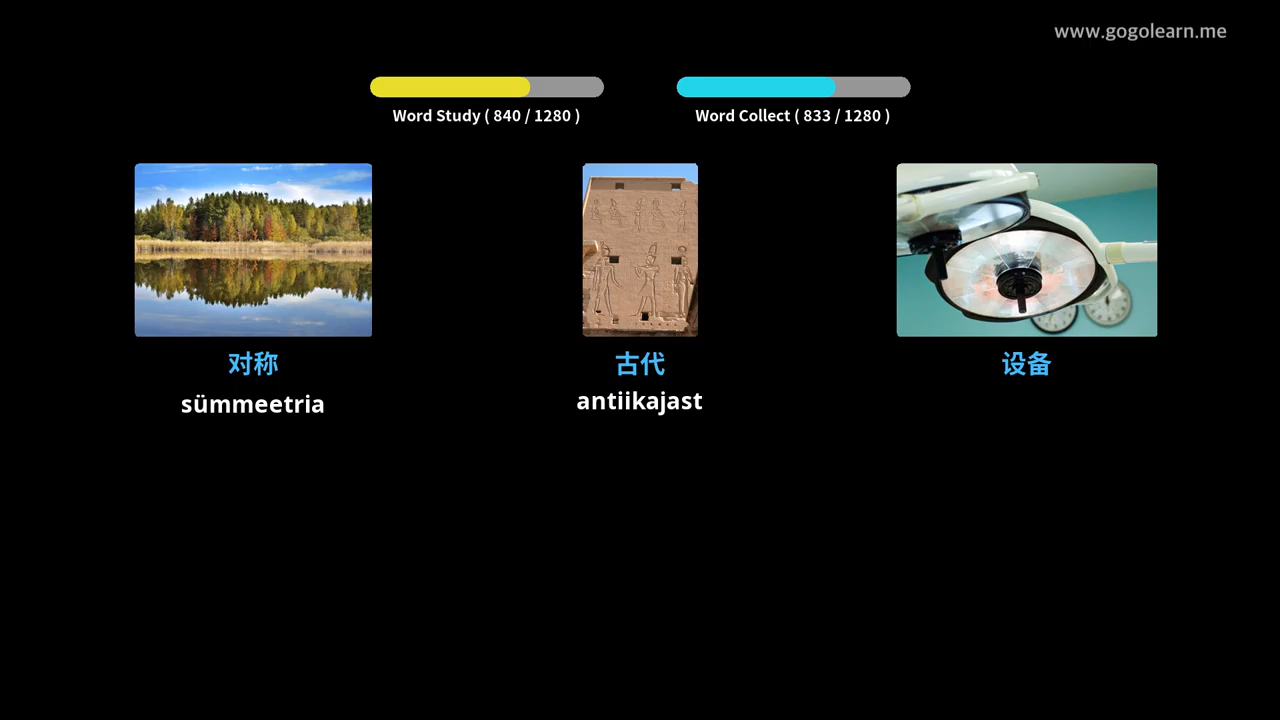 www.gogolearn.me
Word Study ( 840 / 1280 )
Word Collect ( 833 / 1280 )
对称
古代
设备
sümmeetria
antiikajast